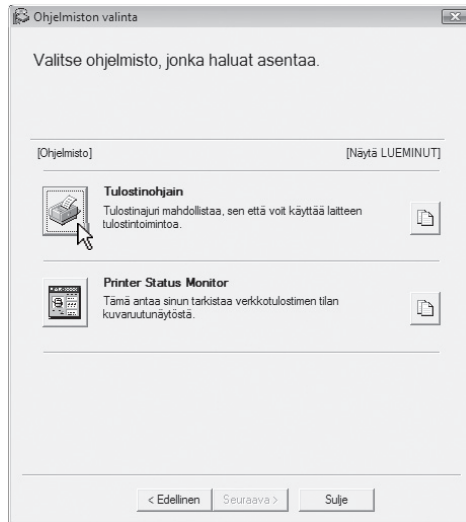 Ohjelmiston valinta
Valitse ohjelmisto, jonka haluat asentaa.
[Ohjelmisto] [Näytä LUEMINUT]
Tulostinohjain
Tulostinajuri mahdollistaa, sen että voit käyttää laitteen
tulostintoimintoa.
Printer Status Monitor
Tämä antaa sinun tarkistaa verkkotulostimen tilan
kuvaruutunäytöstä.
< Edellinen Seuraava > Sulje